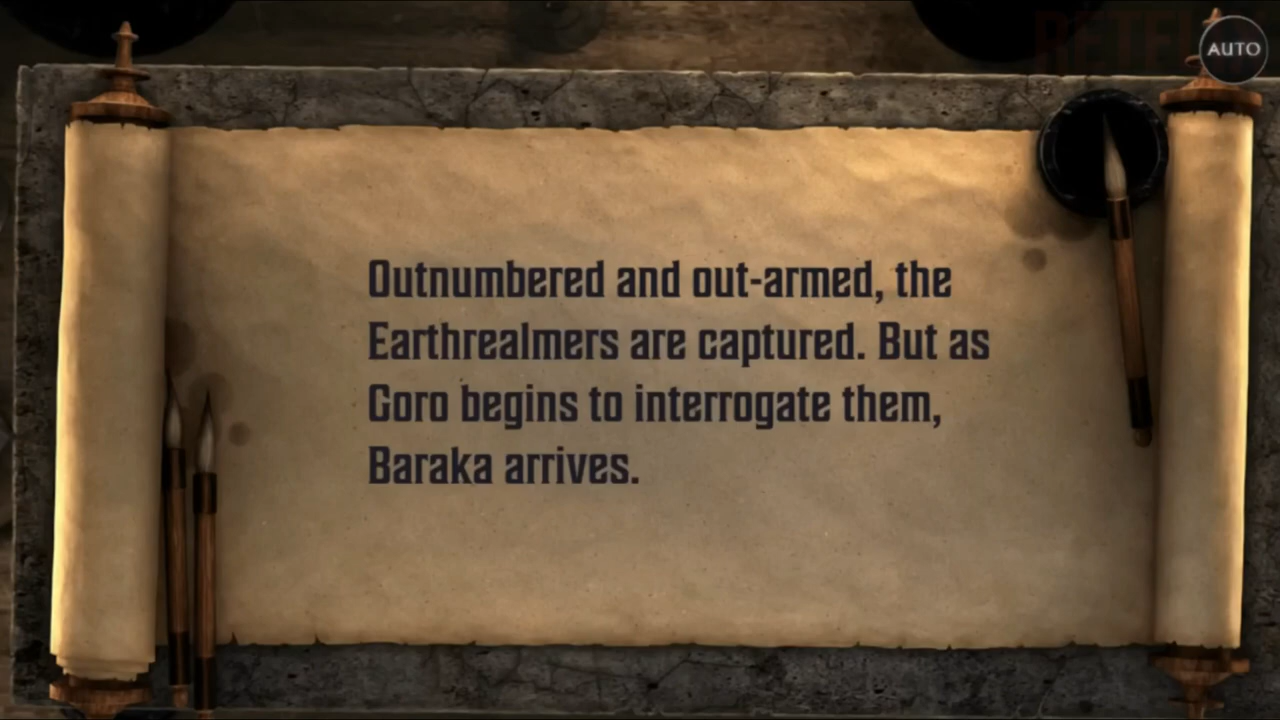 AUTO
Outnumbered and out-armed, the
Earthrealmers are captured. But as
Goro begins to interrogate them,
Baraka arrives.